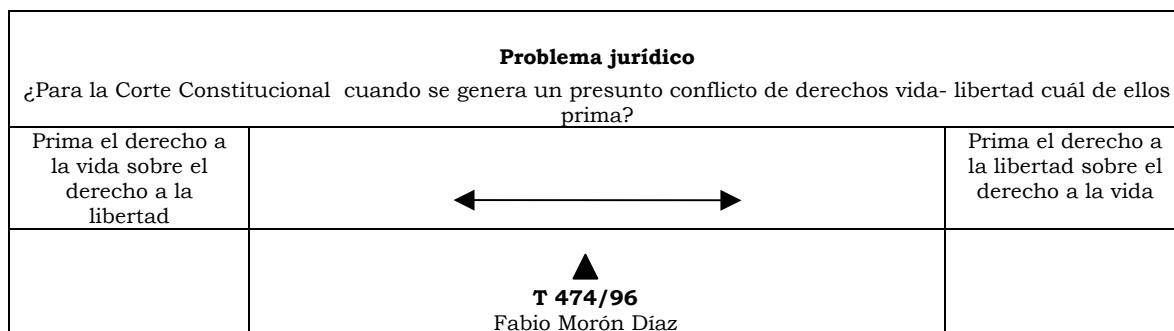 Problema jurídico
¿Para la Corte Constitucional cuando se genera un presunto conflicto de derechos vida- libertad cuál de ellos
prima?
Prima el derecho a
la vida sobre el
derecho a la
libertad
Prima el derecho a
la libertad sobre el
derecho a la vida
T 474/96
Fabio Morón Díaz